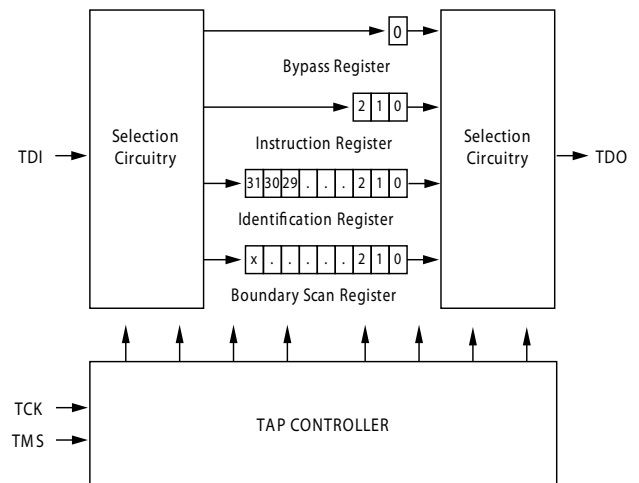 0
Bypass Register
2 1 0
Selection
Circuitry
Selection
Circuitry
TDI
TDO
Instruction Register
31 30 29 . . . 2 1 0
Identification Register
x . . . . . 2 1 0
Boundary Scan Register
TCK
TMS
TAP CONTROLLER